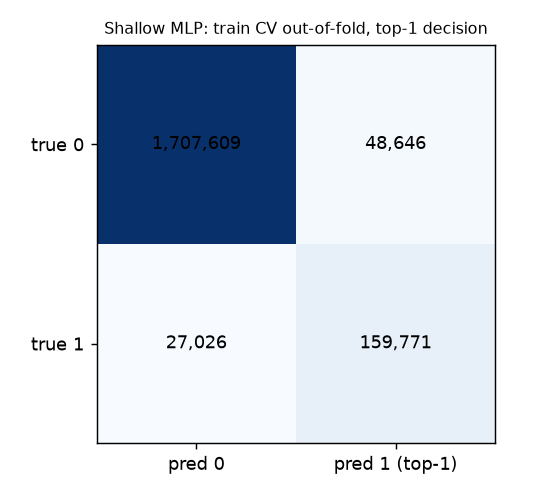 Shallow MLP: train CV out-of-fold, top-1 decision
true 0
1,707,609
48,646
true 1
27,026
159,771
pred 0
pred 1 (top-1)